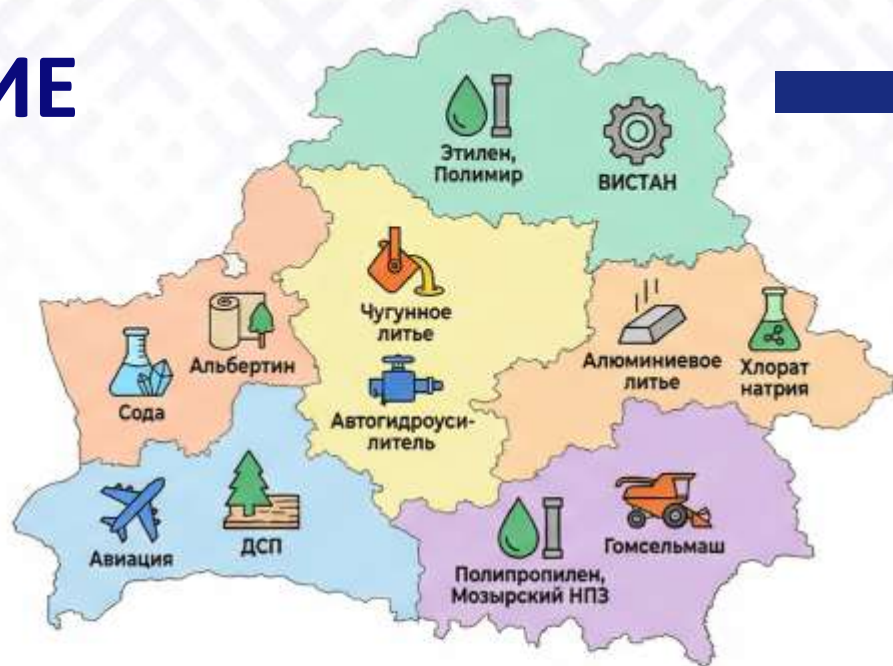 ИЕ
Этилен,
Полимир
ВИСТАН
Чугунное
литье
Альбертин
Сода
Автогидроуси-
литель
Алюминиевое
литье
Хлорат
натрия
Авиация
ДСП
Полипропилен,
Мозырский НПЗ
Гомсельмаш